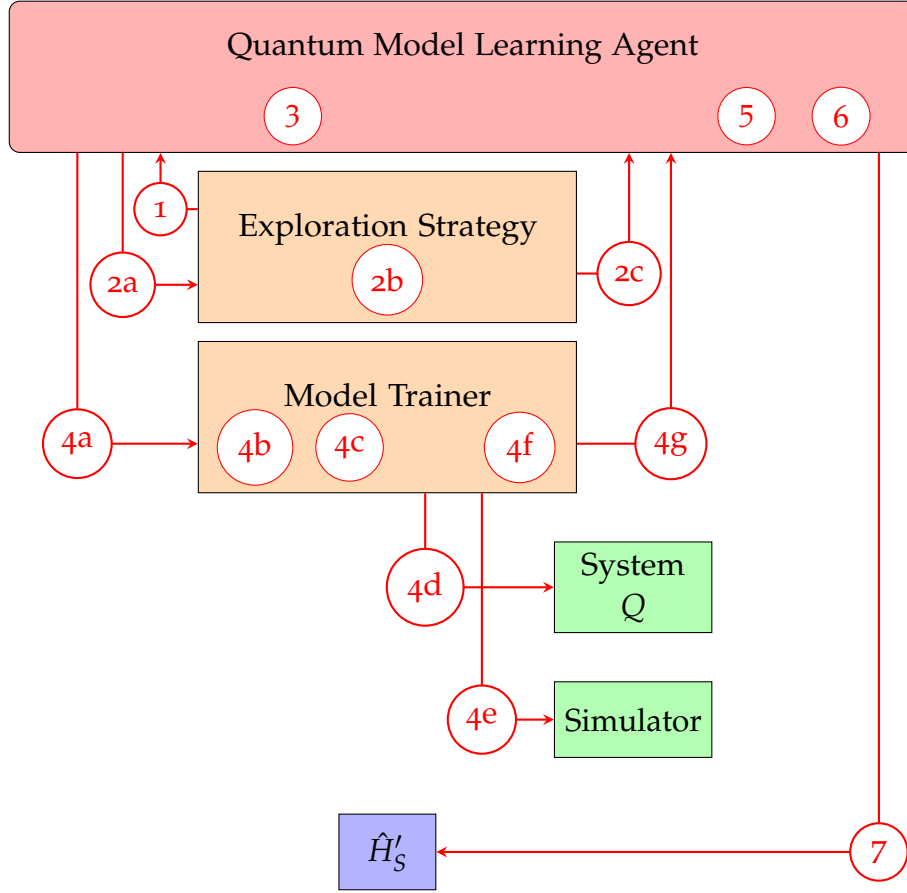 Quantum Model Learning Agent
3
5
6
1
Exploration Strategy
2a
2b
2c
Model Trainer
4a
4b
4c
4f
4g
4d
System
Q
4e
Simulator
Ĥ′_S
7